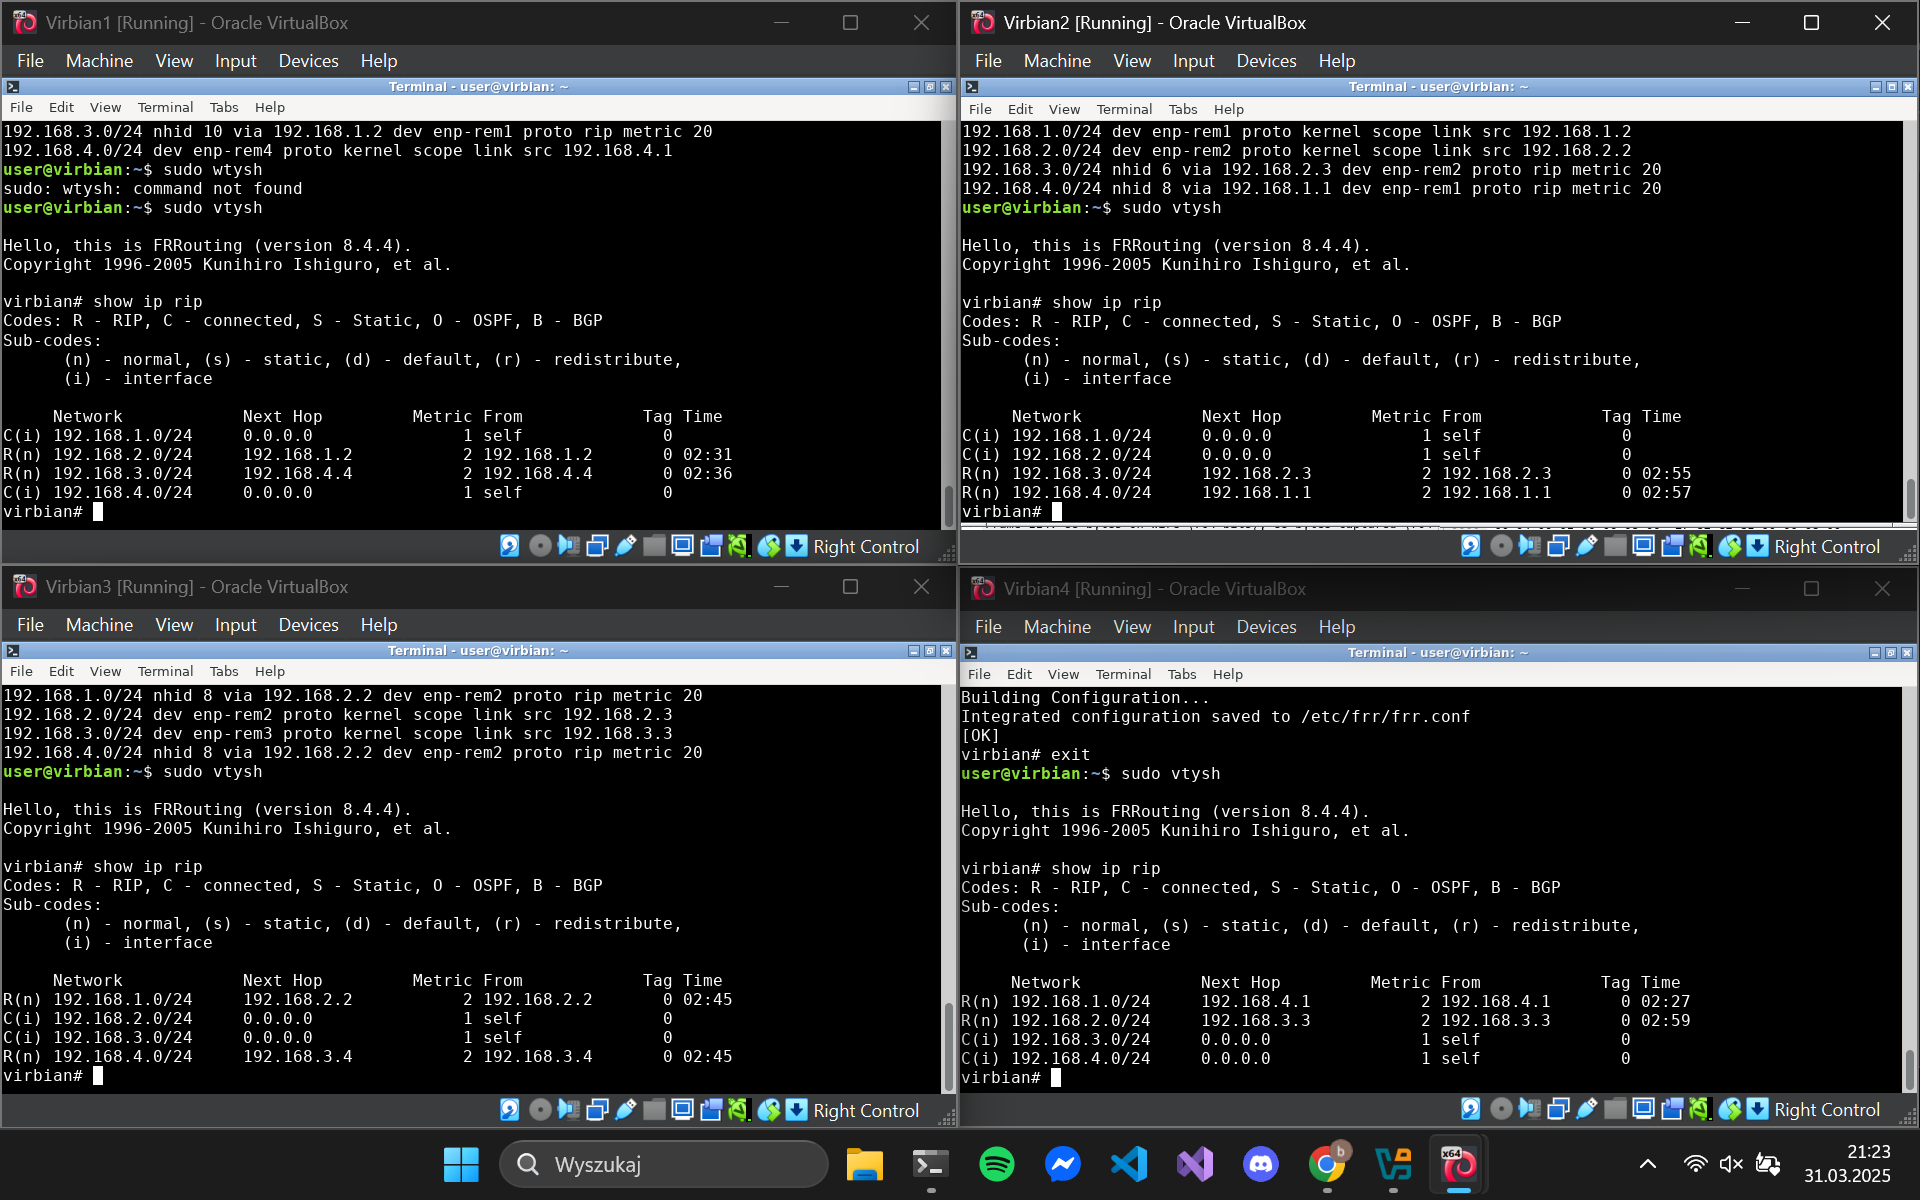 Virbian1 [Running] - Oracle VirtualBox
File Machine View Input Devices Help
Terminal - user@virbian: ~
File Edit View Terminal Tabs Help
192.168.3.0/24 nhid 10 via 192.168.1.2 dev enp-rem1 proto rip metric 20
192.168.4.0/24 dev enp-rem4 proto kernel scope link src 192.168.4.1
user@virbian:~$ sudo wtysh
sudo: wtysh: command not found
user@virbian:~$ sudo vtysh
Hello, this is FRRouting (version 8.4.4).
Copyright 1996-2005 Kunihiro Ishiguro, et al.
virbian# show ip rip
Codes: R - RIP, C - connected, S - Static, O - OSPF, B - BGP
Sub-codes:
(n) - normal, (s) - static, (d) - default, (r) - redistribute,
(i) - interface
Network Next Hop Metric From Tag Time
C(i) 192.168.1.0/24 0.0.0.0 1 self 0
R(n) 192.168.2.0/24 192.168.1.2 2 192.168.1.2 0 02:31
R(n) 192.168.3.0/24 192.168.4.4 2 192.168.4.4 0 02:36
C(i) 192.168.4.0/24 0.0.0.0 1 self 0
virbian#
Right Control
Virbian2 [Running] - Oracle VirtualBox
File Machine View Input Devices Help
Terminal - user@virbian: ~
File Edit View Terminal Tabs Help
192.168.1.0/24 dev enp-rem1 proto kernel scope link src 192.168.1.2
192.168.2.0/24 dev enp-rem2 proto kernel scope link src 192.168.2.2
192.168.3.0/24 nhid 6 via 192.168.2.3 dev enp-rem2 proto rip metric 20
192.168.4.0/24 nhid 8 via 192.168.1.1 dev enp-rem1 proto rip metric 20
user@virbian:~$ sudo vtysh
Hello, this is FRRouting (version 8.4.4).
Copyright 1996-2005 Kunihiro Ishiguro, et al.
virbian# show ip rip
Codes: R - RIP, C - connected, S - Static, O - OSPF, B - BGP
Sub-codes:
(n) - normal, (s) - static, (d) - default, (r) - redistribute,
(i) - interface
Network Next Hop Metric From Tag Time
C(i) 192.168.1.0/24 0.0.0.0 1 self 0
C(i) 192.168.2.0/24 0.0.0.0 1 self 0
R(n) 192.168.3.0/24 192.168.2.3 2 192.168.2.3 0 02:55
R(n) 192.168.4.0/24 192.168.1.1 2 192.168.1.1 0 02:57
virbian#
Right Control
Virbian3 [Running] - Oracle VirtualBox
File Machine View Input Devices Help
Terminal - user@virbian: ~
File Edit View Terminal Tabs Help
192.168.1.0/24 nhid 8 via 192.168.2.2 dev enp-rem2 proto rip metric 20
192.168.2.0/24 dev enp-rem2 proto kernel scope link src 192.168.2.3
192.168.3.0/24 dev enp-rem3 proto kernel scope link src 192.168.3.3
192.168.4.0/24 nhid 8 via 192.168.2.2 dev enp-rem2 proto rip metric 20
user@virbian:~$ sudo vtysh
Hello, this is FRRouting (version 8.4.4).
Copyright 1996-2005 Kunihiro Ishiguro, et al.
virbian# show ip rip
Codes: R - RIP, C - connected, S - Static, O - OSPF, B - BGP
Sub-codes:
(n) - normal, (s) - static, (d) - default, (r) - redistribute,
(i) - interface
Network Next Hop Metric From Tag Time
R(n) 192.168.1.0/24 192.168.2.2 2 192.168.2.2 0 02:45
C(i) 192.168.2.0/24 0.0.0.0 1 self 0
C(i) 192.168.3.0/24 0.0.0.0 1 self 0
R(n) 192.168.4.0/24 192.168.3.4 2 192.168.3.4 0 02:45
virbian#
Right Control
Virbian4 [Running] - Oracle VirtualBox
File Machine View Input Devices Help
Terminal - user@virbian: ~
File Edit View Terminal Tabs Help
Building Configuration...
Integrated configuration saved to /etc/frr/frr.conf
[OK]
virbian# exit
user@virbian:~$ sudo vtysh
Hello, this is FRRouting (version 8.4.4).
Copyright 1996-2005 Kunihiro Ishiguro, et al.
virbian# show ip rip
Codes: R - RIP, C - connected, S - Static, O - OSPF, B - BGP
Sub-codes:
(n) - normal, (s) - static, (d) - default, (r) - redistribute,
(i) - interface
Network Next Hop Metric From Tag Time
R(n) 192.168.1.0/24 192.168.4.1 2 192.168.4.1 0 02:27
R(n) 192.168.2.0/24 192.168.3.3 2 192.168.3.3 0 02:59
C(i) 192.168.3.0/24 0.0.0.0 1 self 0
C(i) 192.168.4.0/24 0.0.0.0 1 self 0
virbian#
Right Control
Wyszukaj
b
x64
21:23
31.03.2025